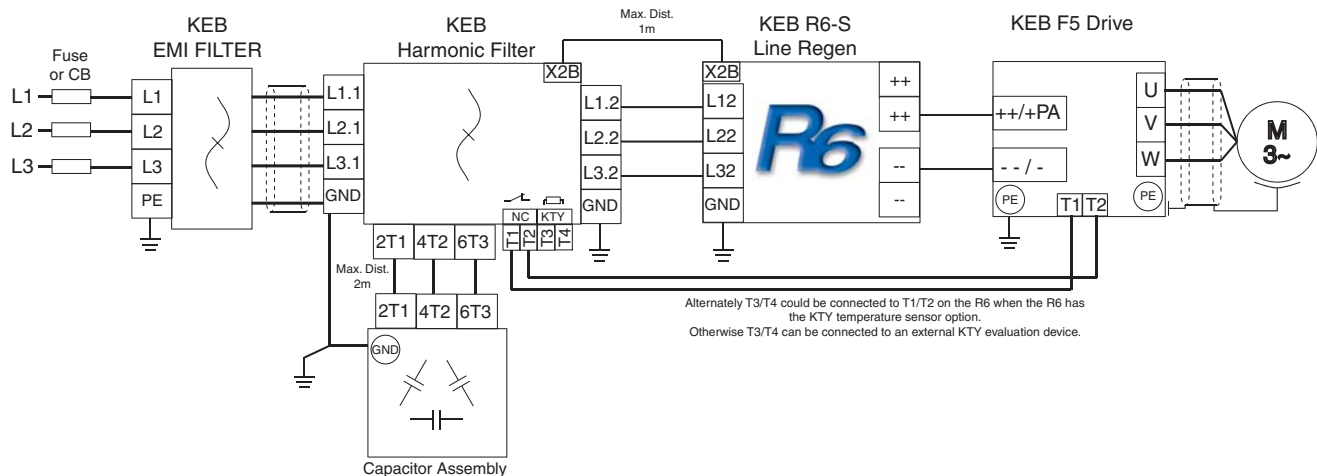 KEB
EMI FILTER
KEB
Harmonic Filter
Max. Dist.
1m
KEB R6-S
Line Regen
KEB F5 Drive
Fuse
or CB
L1
L2
L3
L1
L2
L3
PE
L1.1
L2.1
L3.1
GND
X2B
L1.2
L2.2
L3.2
GND
NC
KTY
T1
T2
T3
T4
2T1
4T2
6T3
X2B
L12
L22
L32
GND
R6
++
++
--
--
++/+PA
- - / -
PE
T1
T2
PE
U
V
W
M
3~
Max. Dist.
2m
2T1
4T2
6T3
GND
Capacitor Assembly
Alternately T3/T4 could be connected to T1/T2 on the R6 when the R6 has
the KTY temperature sensor option.
Otherwise T3/T4 can be connected to an external KTY evaluation device.